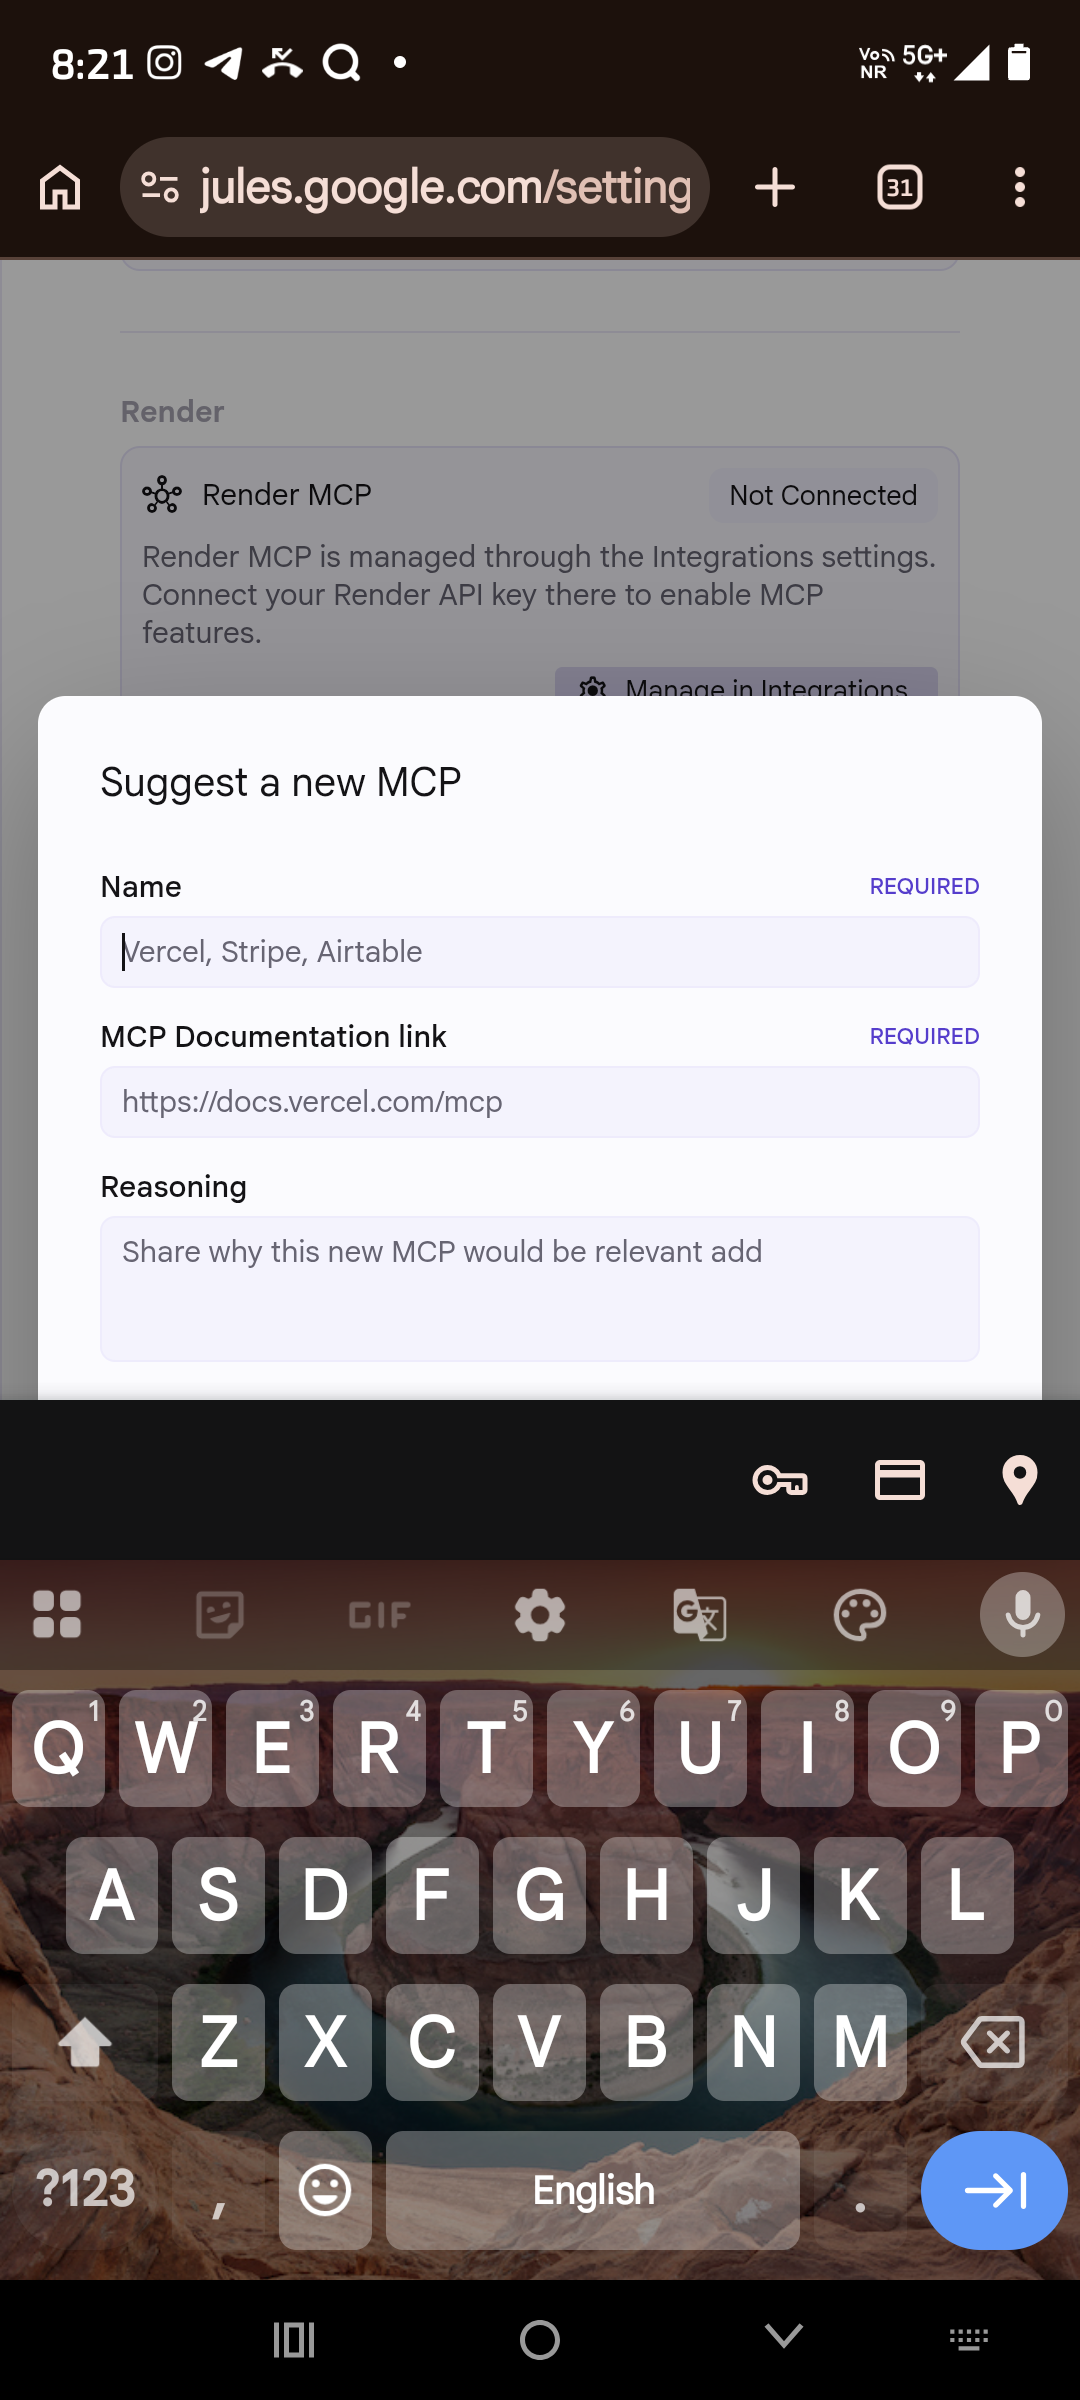 8:21
Vo
NR
5G+
jules.google.com/setting
31
Render
Render MCP
Not Connected
Render MCP is managed through the Integrations settings.
Connect your Render API key there to enable MCP
features.
Manage in Integrations
Suggest a new MCP
Name
REQUIRED
Vercel, Stripe, Airtable
MCP Documentation link
REQUIRED
https://docs.vercel.com/mcp
Reasoning
Share why this new MCP would be relevant add
GIF
G 文
1 2 3 4 5 6 7 8 9 0
Q W E R T Y U I O P
A S D F G H J K L
Z X C V B N M
?123 , English .